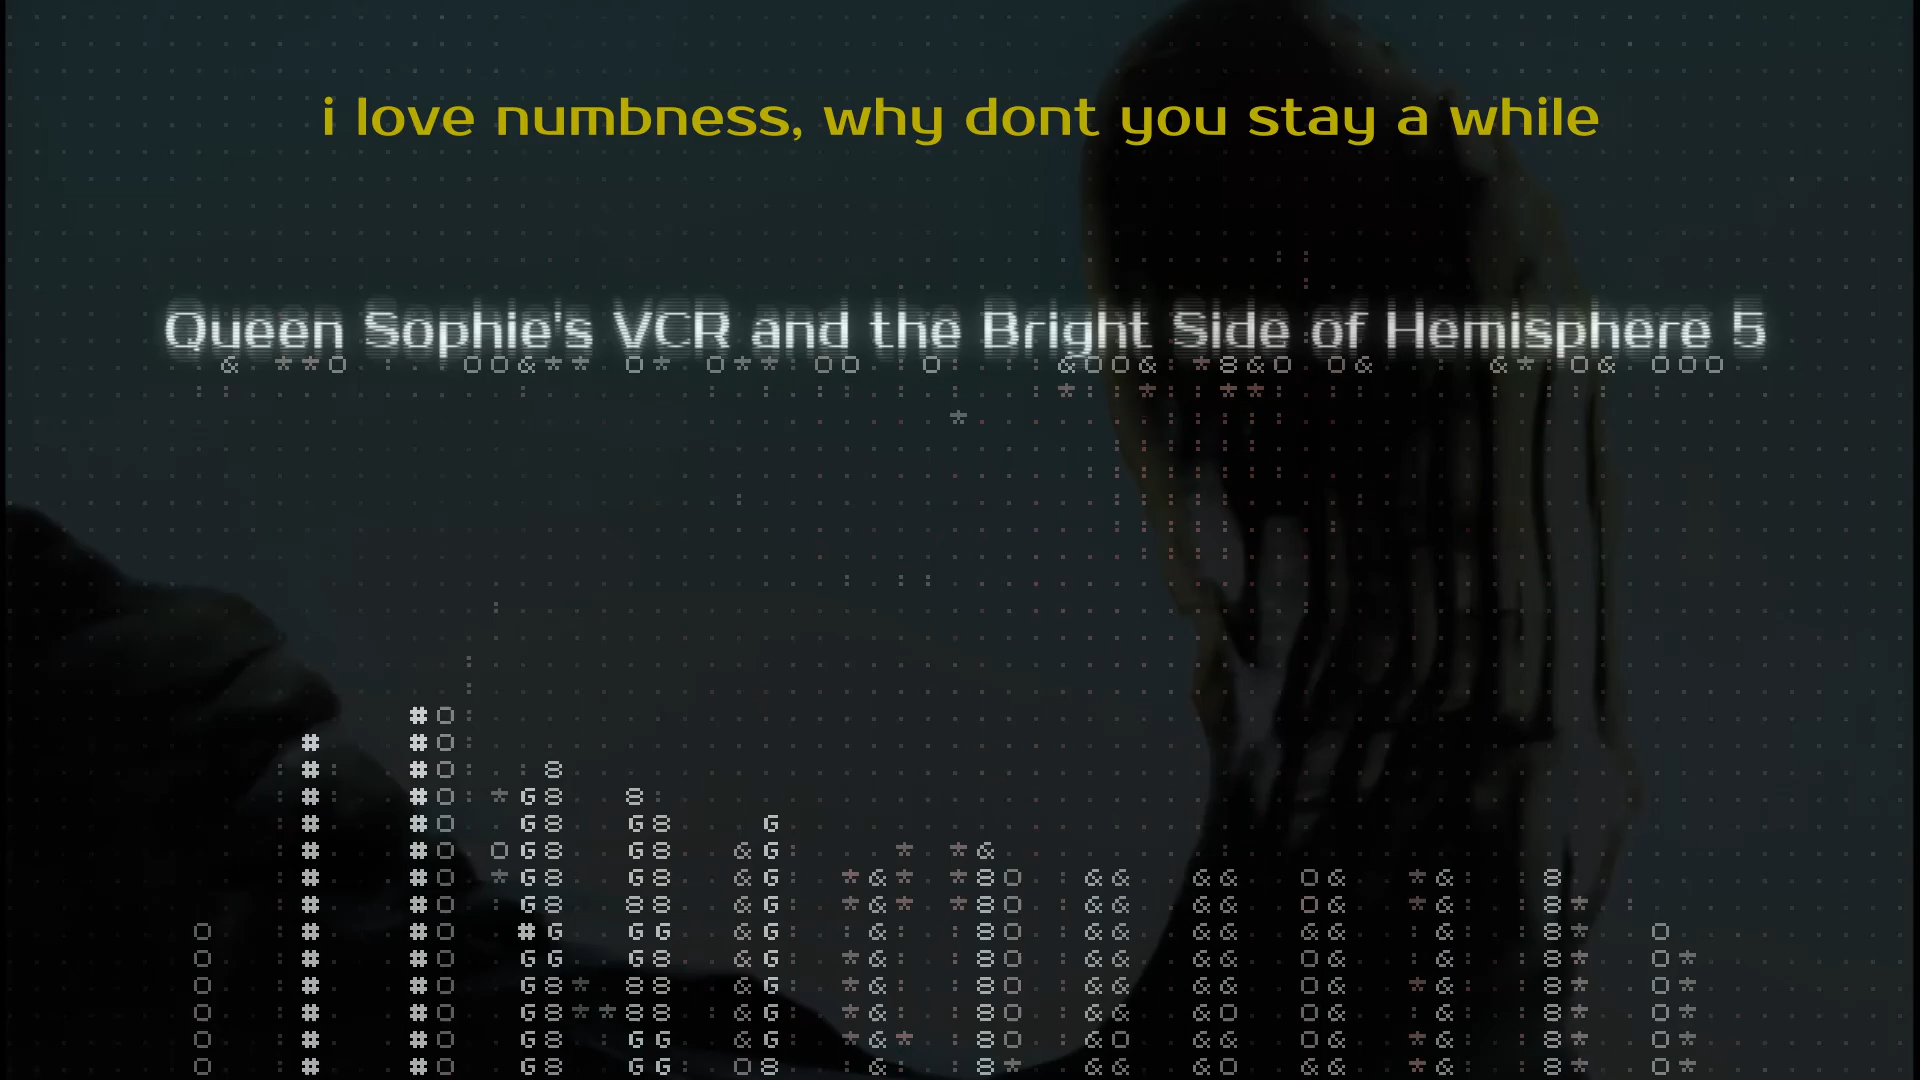 i love numbness, why dont you stay a while
Queen Sophie's VCR and the Bright Side of Hemisphere 5